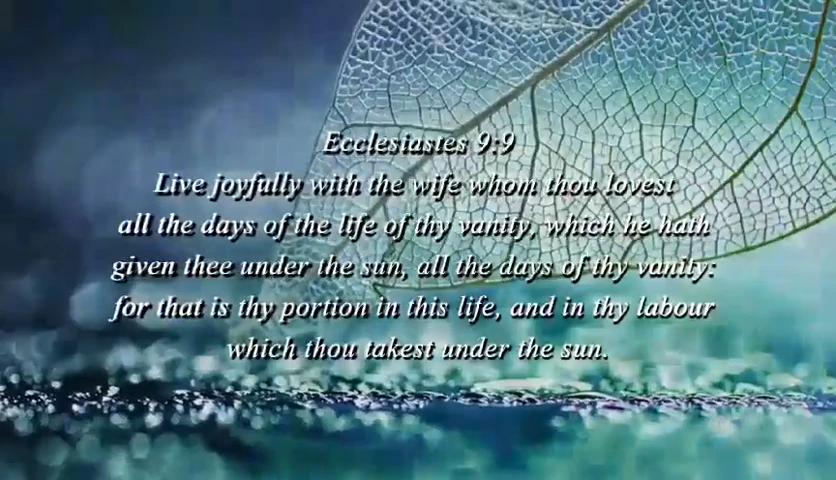 Ecclesiastes 9:9
Live joyfully with the wife whom thou lovest
all the days of the life of thy vanity, which he hath
given thee under the sun, all the days of thy vanity:
for that is thy portion in this life, and in thy labour
which thou takest under the sun.